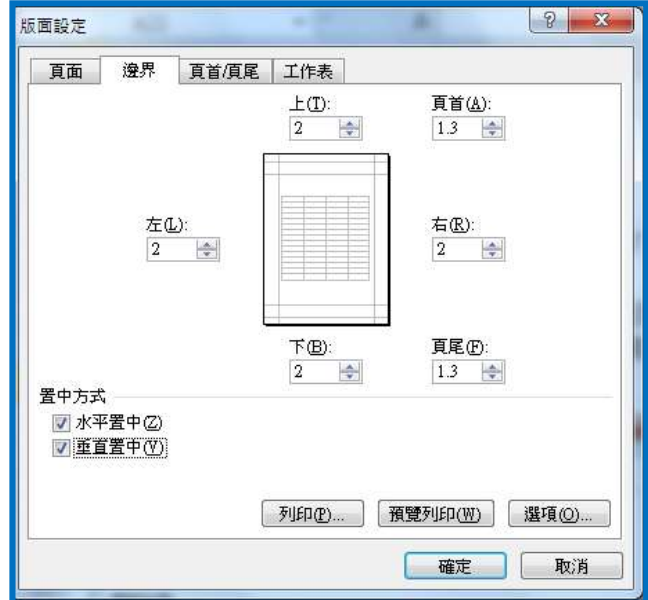 版面設定
頁面 邊界 頁首/頁尾 工作表
上(T): 頁首(A):
2 1.3
左(L): 右(R):
2 2
下(B): 頁尾(F):
2 1.3
置中方式
水平置中(Z)
垂直置中(V)
列印(P)... 預覽列印(W) 選項(O)...
確定 取消